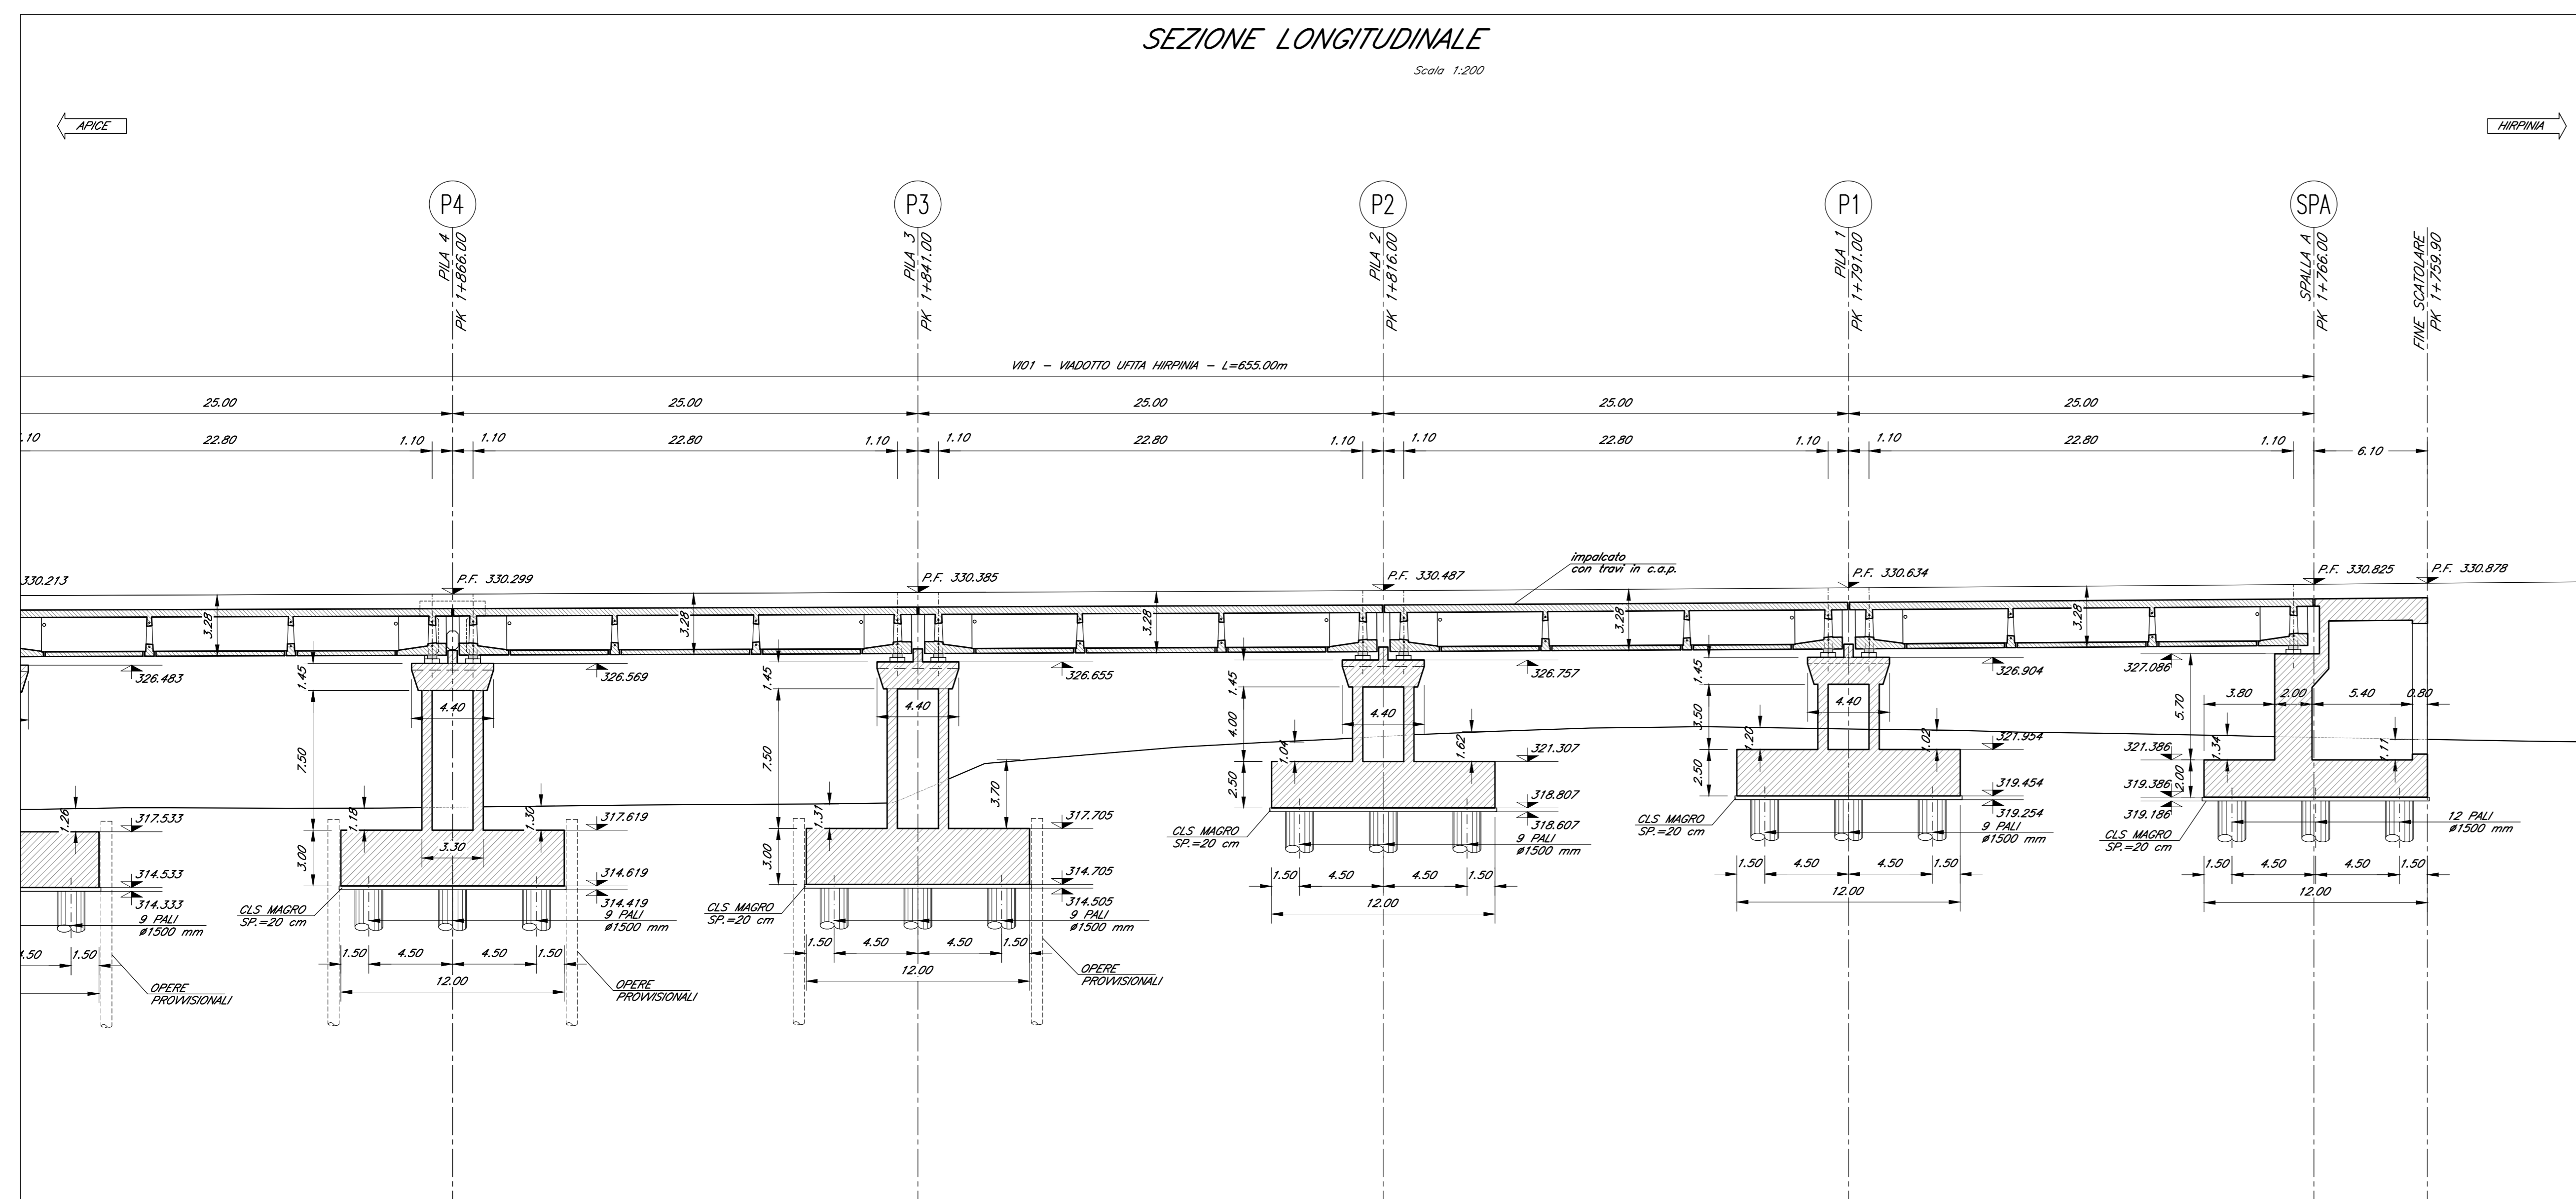 SEZIONE LONGITUDINALE
Scala 1:200
APICE
HIRPINIA
P4
P3
P2
P1
SPA
PILA 4
PK 1+866.00
PILA 3
PK 1+841.00
PILA 2
PK 1+816.00
PILA 1
PK 1+791.00
SPALLA A
PK 1+766.00
FINE SCATOLARE
PK 1+759.90
VI01 - VIADOTTO UFITA HIRPINIA - L=655.00m
25.00 25.00 25.00 25.00 25.00
.10 22.80 1.10 1.10 22.80 1.10 1.10 22.80 1.10 1.10 22.80 1.10 1.10 22.80 1.10 6.10
impalcato
con travi in c.a.p.
330.213 P.F. 330.299 P.F. 330.385 P.F. 330.487 P.F. 330.634 P.F. 330.825 P.F. 330.878
3.28 3.28 3.28 3.28 3.28
326.483 1.45 326.569 1.45 326.655 1.45 326.757 1.45 326.904 327.086
4.40 4.40 4.40 4.40
3.80 2.00 5.40 0.80
7.50 7.50 4.00 3.50 5.70
1.26 1.18 1.30 1.31 3.70 1.04 1.62 1.20 1.02 1.34 1.11
317.533 317.619 317.705 321.307 321.954 321.386
3.30
3.00 3.00 2.50 2.50 2.00
314.533 314.619 314.705 318.807 319.454 319.386
314.333 314.419 314.505 318.607 319.254 319.186
9 PALI
ø1500 mm
CLS MAGRO
SP.=20 cm
9 PALI
ø1500 mm
CLS MAGRO
SP.=20 cm
9 PALI
ø1500 mm
CLS MAGRO
SP.=20 cm
9 PALI
ø1500 mm
CLS MAGRO
SP.=20 cm
9 PALI
ø1500 mm
CLS MAGRO
SP.=20 cm
12 PALI
ø1500 mm
.50 1.50
1.50 4.50 4.50 1.50
12.00
1.50 4.50 4.50 1.50
12.00
1.50 4.50 4.50 1.50
12.00
1.50 4.50 4.50 1.50
12.00
1.50 4.50 4.50 1.50
12.00
OPERE
PROVVISIONALI
OPERE
PROVVISIONALI
OPERE
PROVVISIONALI